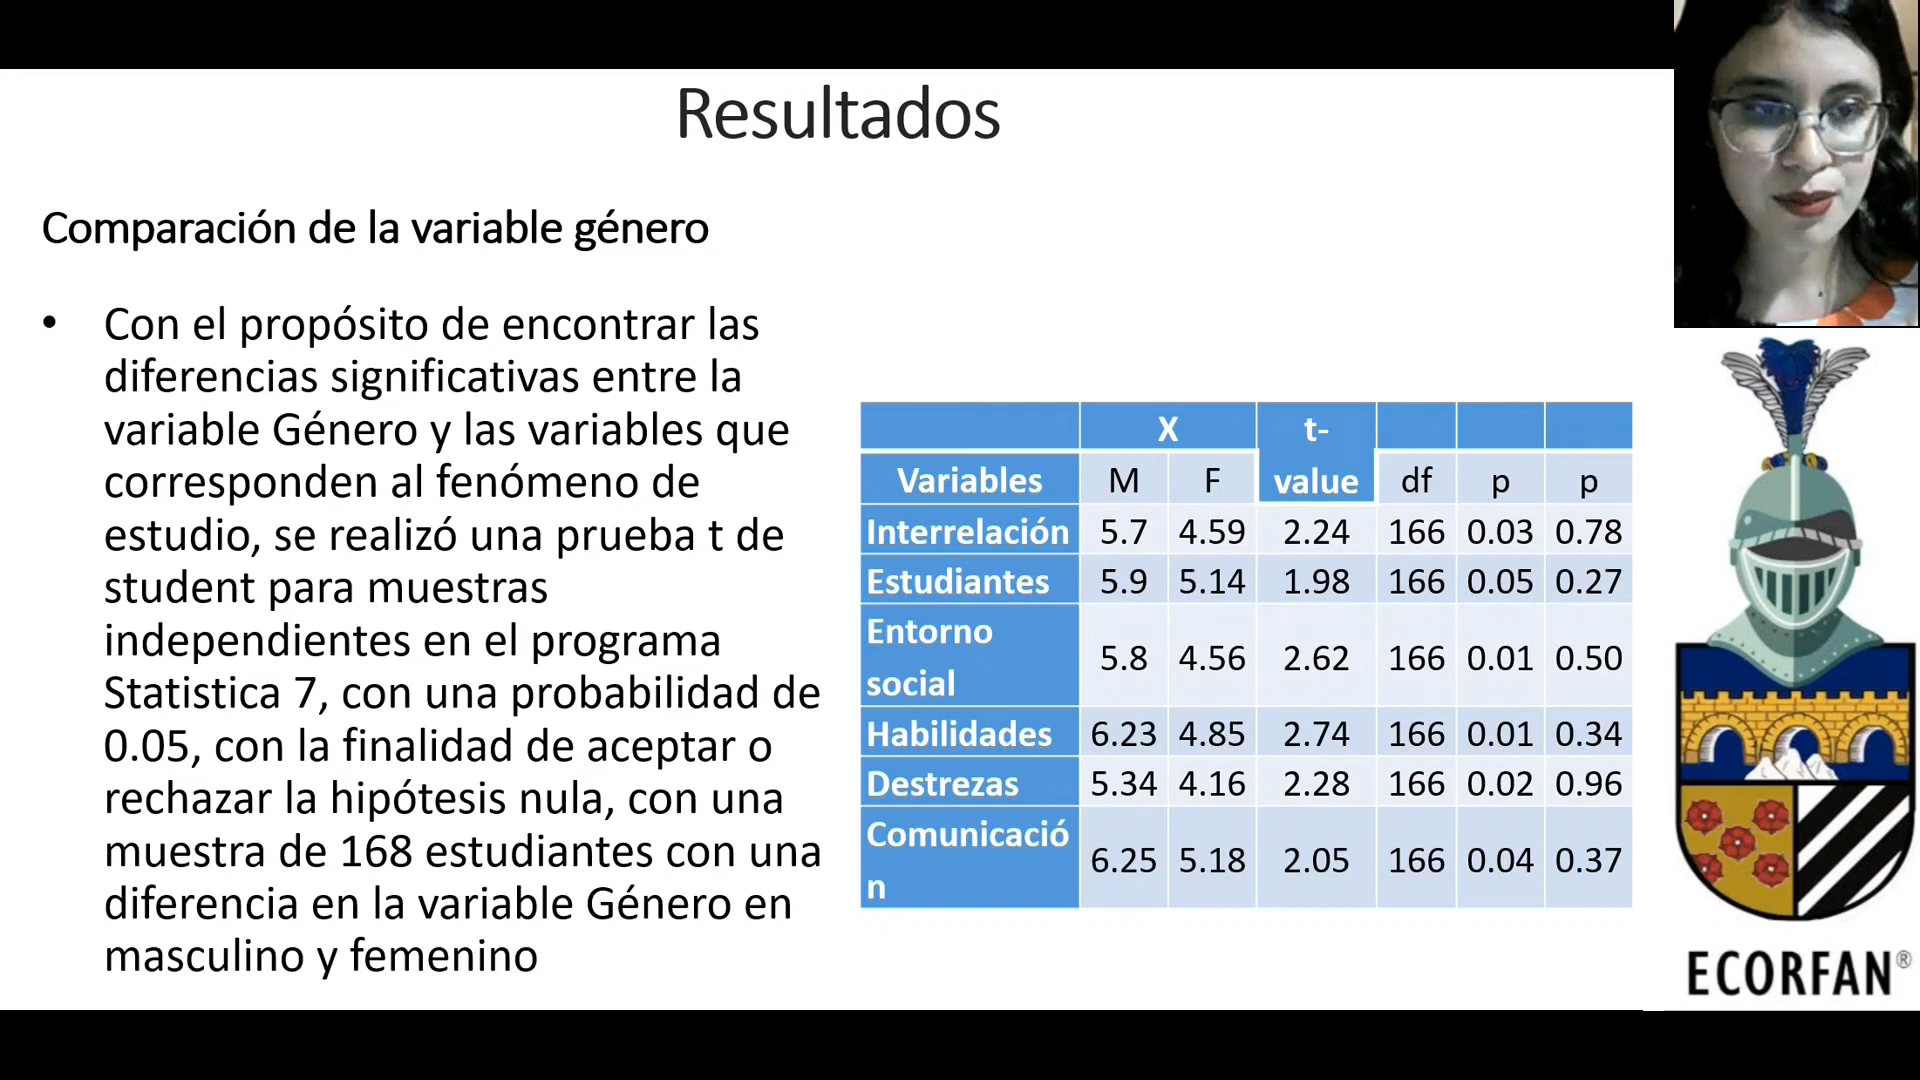 Resultados
Comparación de la variable género
• Con el propósito de encontrar las
diferencias significativas entre la
variable Género y las variables que
corresponden al fenómeno de
estudio, se realizó una prueba t de
student para muestras
independientes en el programa
Statistica 7, con una probabilidad de
0.05, con la finalidad de aceptar o
rechazar la hipótesis nula, con una
muestra de 168 estudiantes con una
diferencia en la variable Género en
masculino y femenino
X t-
Variables M F value df p p
Interrelación 5.7 4.59 2.24 166 0.03 0.78
Estudiantes 5.9 5.14 1.98 166 0.05 0.27
Entorno
social 5.8 4.56 2.62 166 0.01 0.50
Habilidades 6.23 4.85 2.74 166 0.01 0.34
Destrezas 5.34 4.16 2.28 166 0.02 0.96
Comunicació
n 6.25 5.18 2.05 166 0.04 0.37
ECORFAN®